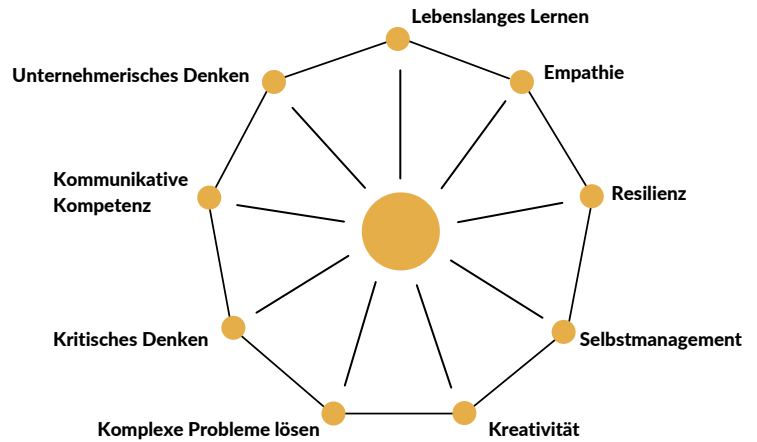 Lebenslanges Lernen
Empathie
Unternehmerisches Denken
Kommunikative
Kompetenz
Resilienz
Kritisches Denken
Selbstmanagement
Komplexe Probleme lösen
Kreativität